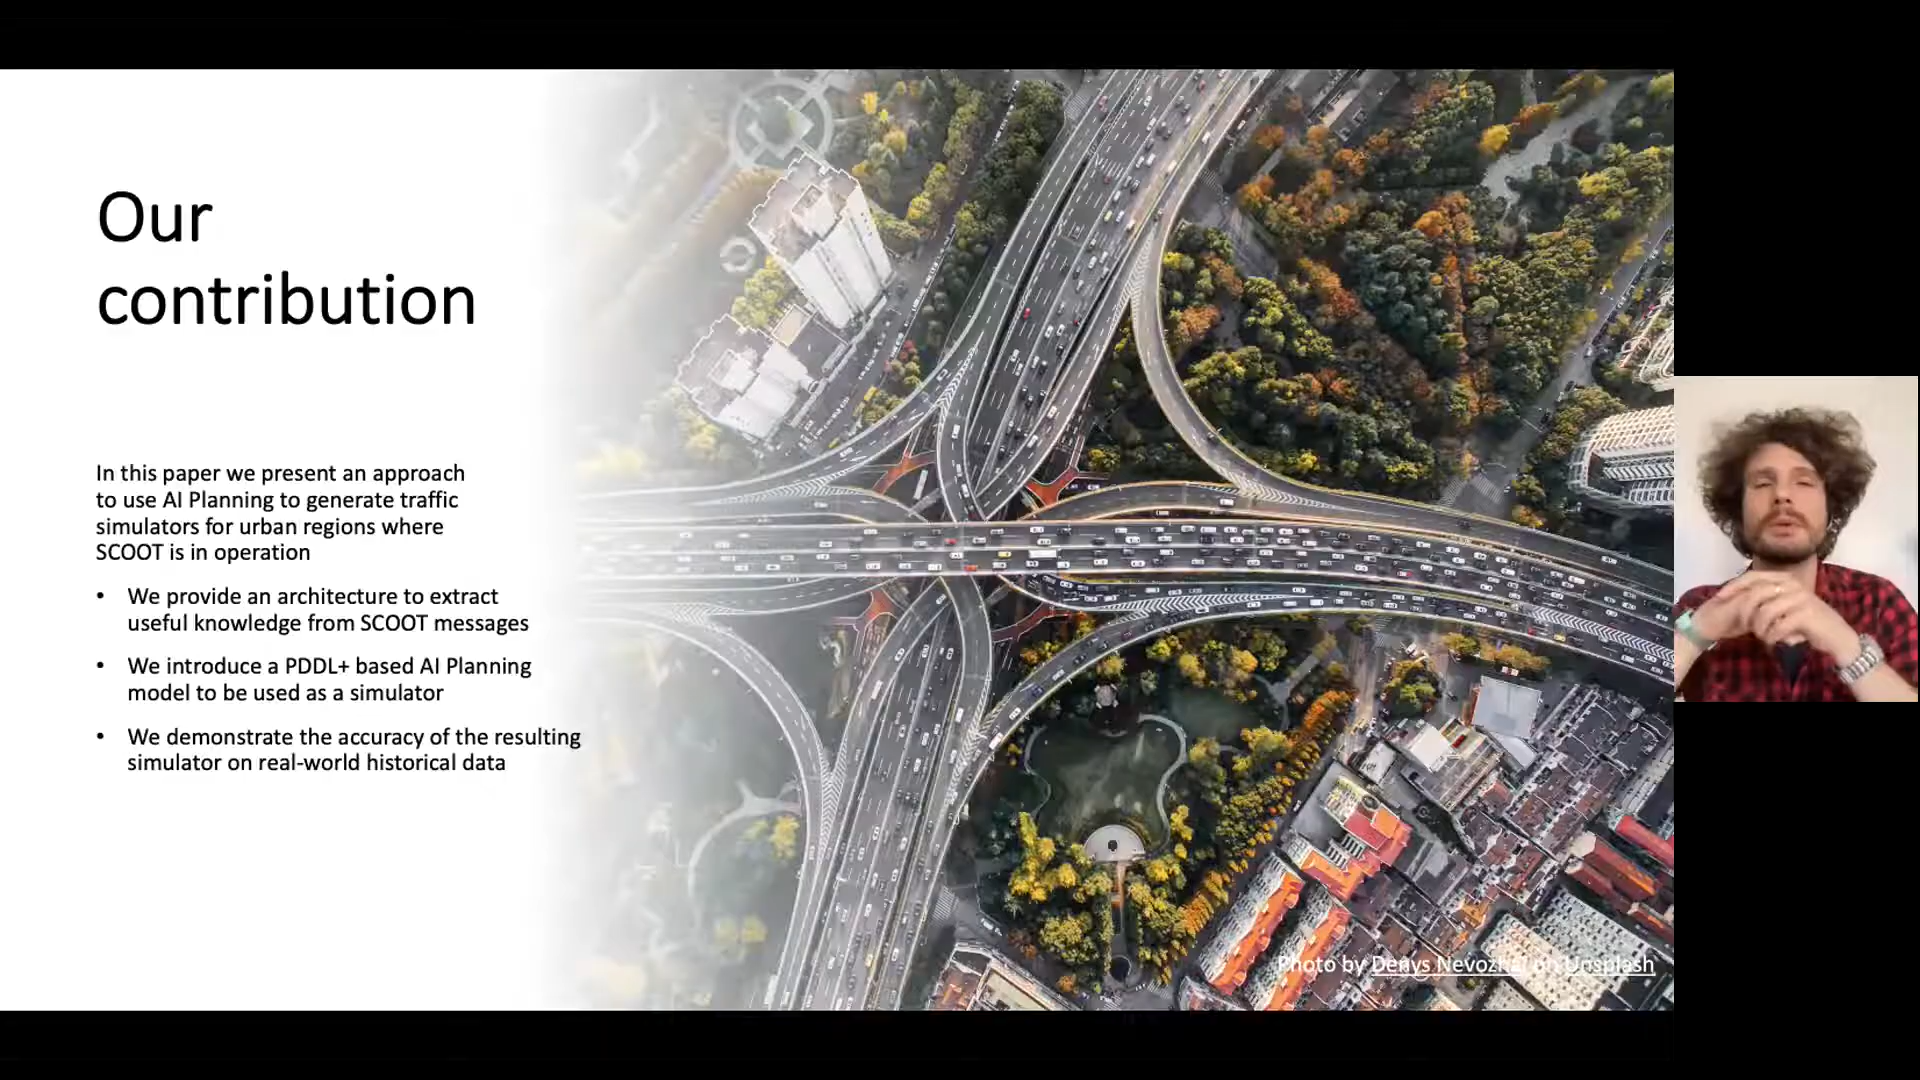 Our
contribution
In this paper we present an approach
to use AI Planning to generate traffic
simulators for urban regions where
SCOOT is in operation
• We provide an architecture to extract
useful knowledge from SCOOT messages
• We introduce a PDDL+ based AI Planning
model to be used as a simulator
• We demonstrate the accuracy of the resulting
simulator on real-world historical data
Photo by Denys Nevozhai on Unsplash